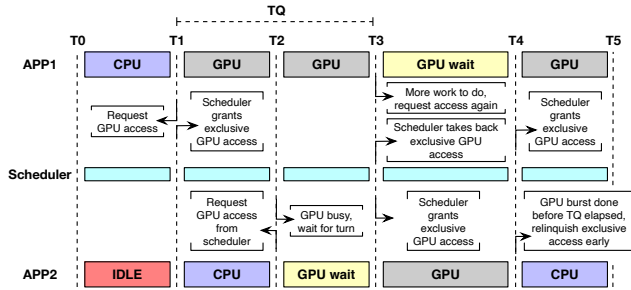 TQ
T0 T1 T2 T3 T4 T5
APP1 CPU GPU GPU GPU wait GPU
Request
GPU access
Scheduler
grants
exclusive
GPU access
More work to do,
request access again
Scheduler takes back
exclusive GPU
access
Scheduler
grants
exclusive
GPU access
Scheduler
Request
GPU access
from
scheduler
GPU busy,
wait for turn
Scheduler
grants
exclusive
GPU access
GPU burst done
before TQ elapsed,
relinquish exclusive
access early
APP2 IDLE CPU GPU wait GPU CPU